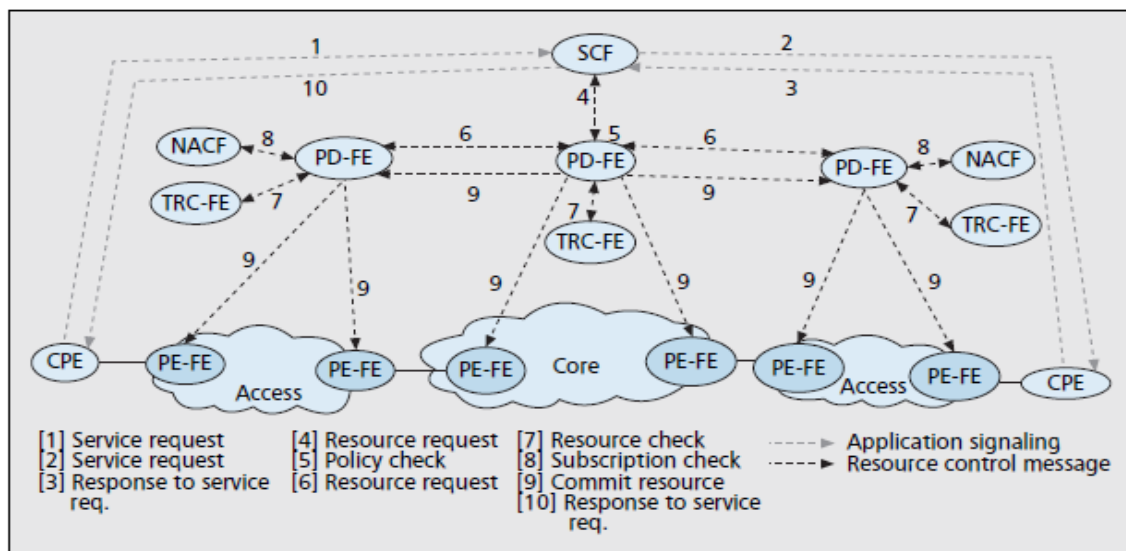 1
2
SCF
10
3
4
NACF
8
6
5
6
8
NACF
PD-FE
PD-FE
PD-FE
TRC-FE
7
9
7
9
7
TRC-FE
TRC-FE
9
9
9
9
9
9
CPE
PE-FE
PE-FE
PE-FE
Core
PE-FE
PE-FE
PE-FE
CPE
Access
Access
[1] Service request
[2] Service request
[3] Response to service
req.
[4] Resource request
[5] Policy check
[6] Resource request
[7] Resource check
[8] Subscription check
[9] Commit resource
[10] Response to service
req.
Application signaling
Resource control message